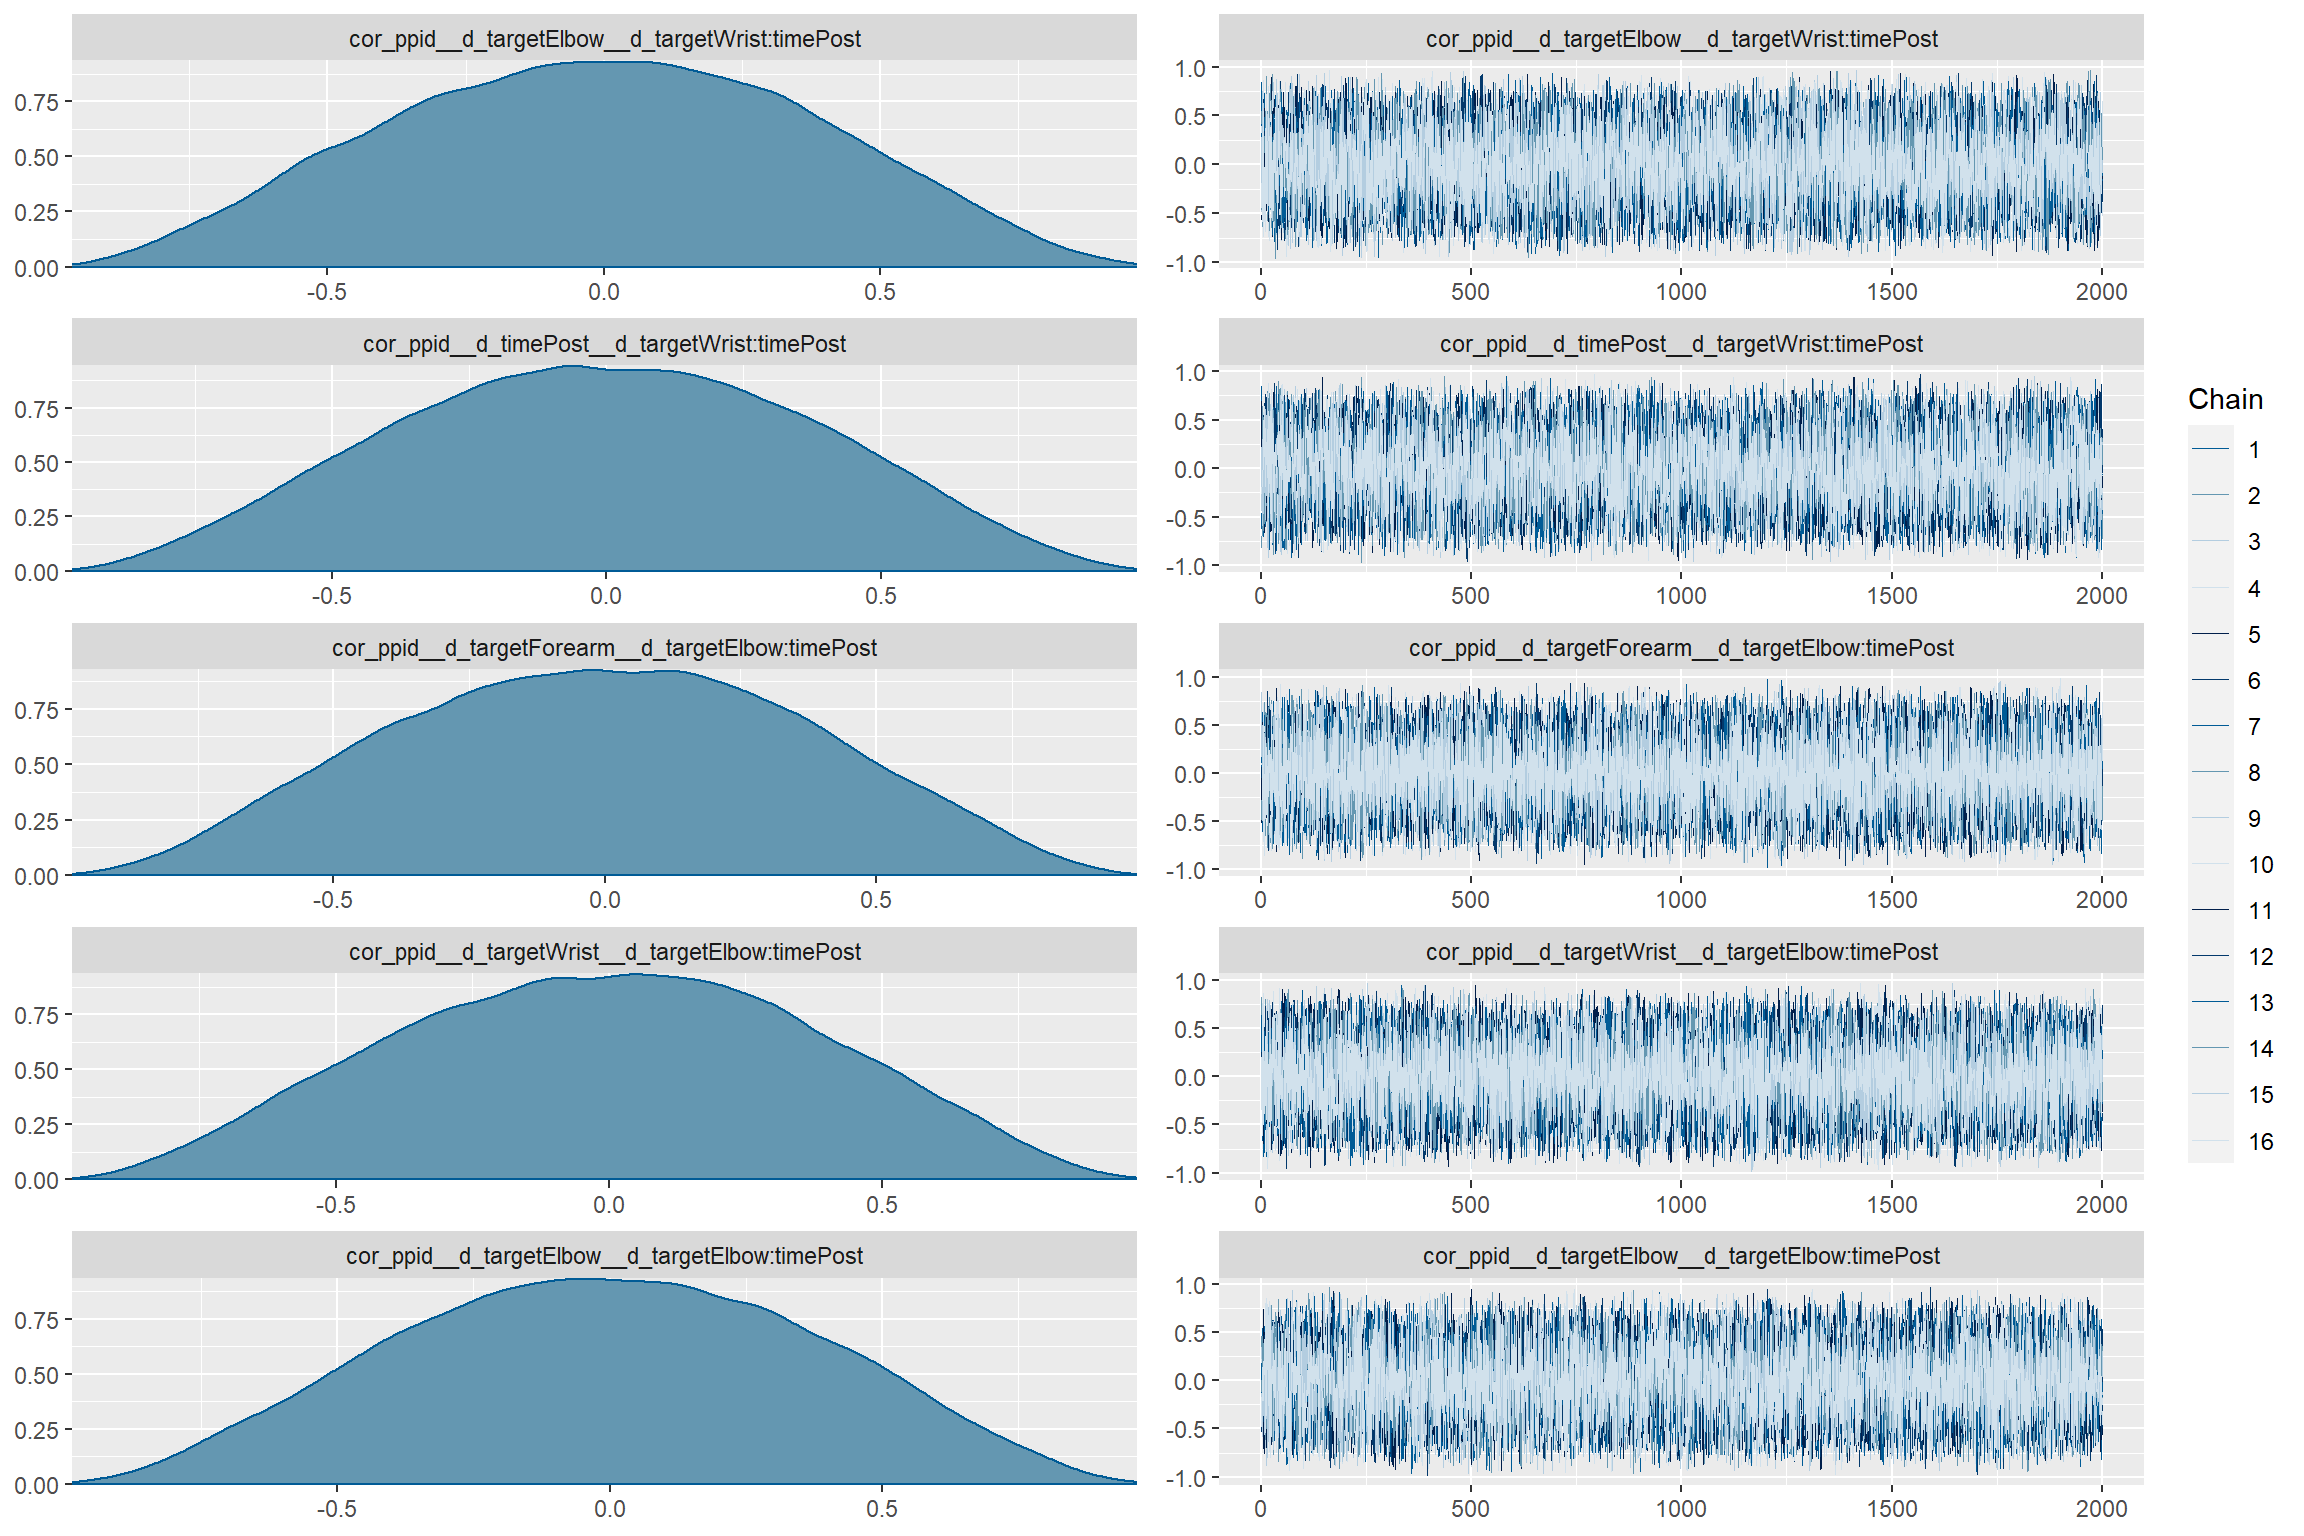 cor_ppid__d_targetElbow__d_targetWrist:timePost
0.75
0.50
0.25
0.00
-0.5 0.0 0.5
cor_ppid__d_targetElbow__d_targetWrist:timePost
1.0
0.5
0.0
-0.5
-1.0
0 500 1000 1500 2000
cor_ppid__d_timePost__d_targetWrist:timePost
0.75
0.50
0.25
0.00
-0.5 0.0 0.5
cor_ppid__d_timePost__d_targetWrist:timePost
1.0
0.5
0.0
-0.5
-1.0
0 500 1000 1500 2000
cor_ppid__d_targetForearm__d_targetElbow:timePost
0.75
0.50
0.25
0.00
-0.5 0.0 0.5
cor_ppid__d_targetForearm__d_targetElbow:timePost
1.0
0.5
0.0
-0.5
-1.0
0 500 1000 1500 2000
cor_ppid__d_targetWrist__d_targetElbow:timePost
0.75
0.50
0.25
0.00
-0.5 0.0 0.5
cor_ppid__d_targetWrist__d_targetElbow:timePost
1.0
0.5
0.0
-0.5
-1.0
0 500 1000 1500 2000
cor_ppid__d_targetElbow__d_targetElbow:timePost
0.75
0.50
0.25
0.00
-0.5 0.0 0.5
cor_ppid__d_targetElbow__d_targetElbow:timePost
1.0
0.5
0.0
-0.5
-1.0
0 500 1000 1500 2000
Chain
1
2
3
4
5
6
7
8
9
10
11
12
13
14
15
16